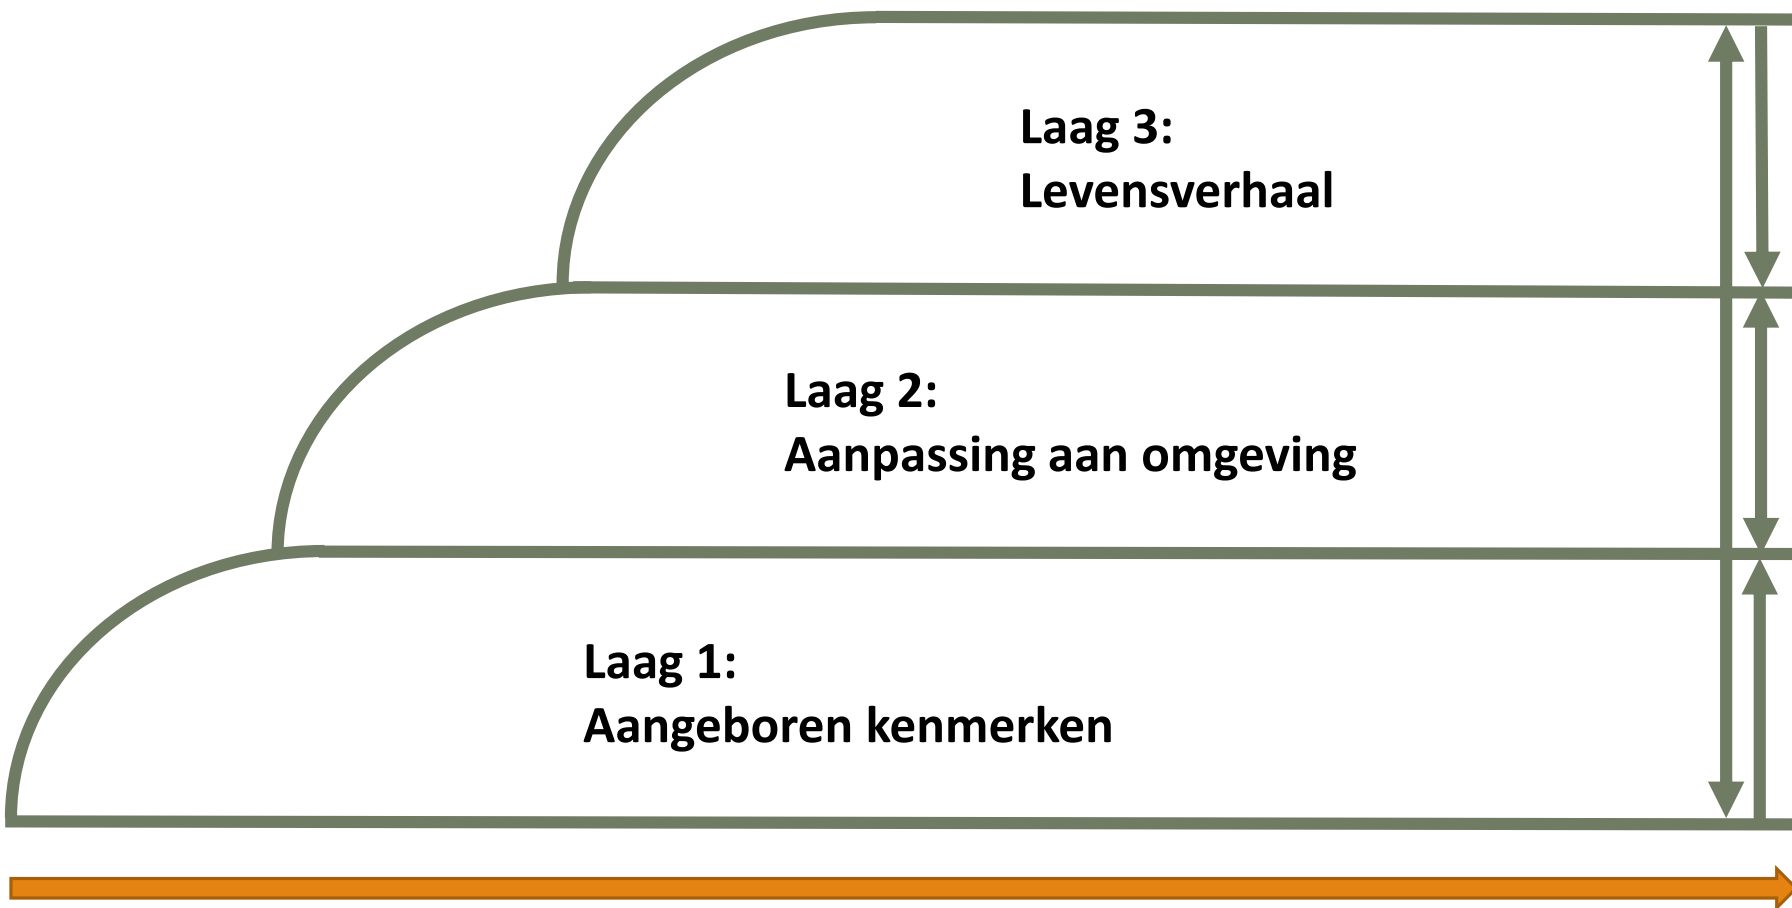 Laag 3:
Levensverhaal
Laag 2:
Aanpassing aan omgeving
Laag 1:
Aangeboren kenmerken